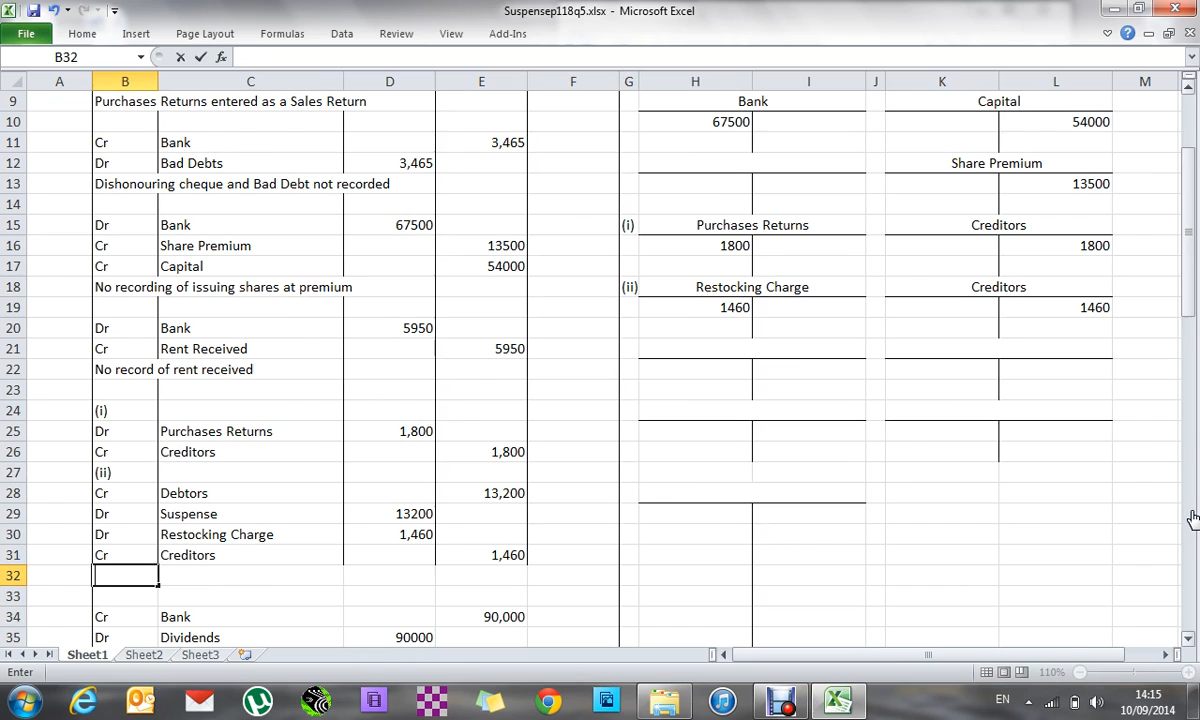 Suspensep118q5.xlsx - Microsoft Excel
File Home Insert Page Layout Formulas Data Review View Add-Ins
B32 fx
A B C D E F G H I J K L M
9 Purchases Returns entered as a Sales Return Bank Capital
10 67500 54000
11 Cr Bank 3,465
12 Dr Bad Debts 3,465 Share Premium
13 Dishonouring cheque and Bad Debt not recorded 13500
14
15 Dr Bank 67500 (i) Purchases Returns Creditors
16 Cr Share Premium 13500 1800 1800
17 Cr Capital 54000
18 No recording of issuing shares at premium (ii) Restocking Charge Creditors
19 1460 1460
20 Dr Bank 5950
21 Cr Rent Received 5950
22 No record of rent received
23
24 (i)
25 Dr Purchases Returns 1,800
26 Cr Creditors 1,800
27 (ii)
28 Cr Debtors 13,200
29 Dr Suspense 13200
30 Dr Restocking Charge 1,460
31 Cr Creditors 1,460
32
33
34 Cr Bank 90,000
35 Dr Dividends 90000
Sheet1 Sheet2 Sheet3
Enter 110%
EN 14:15
10/09/2014